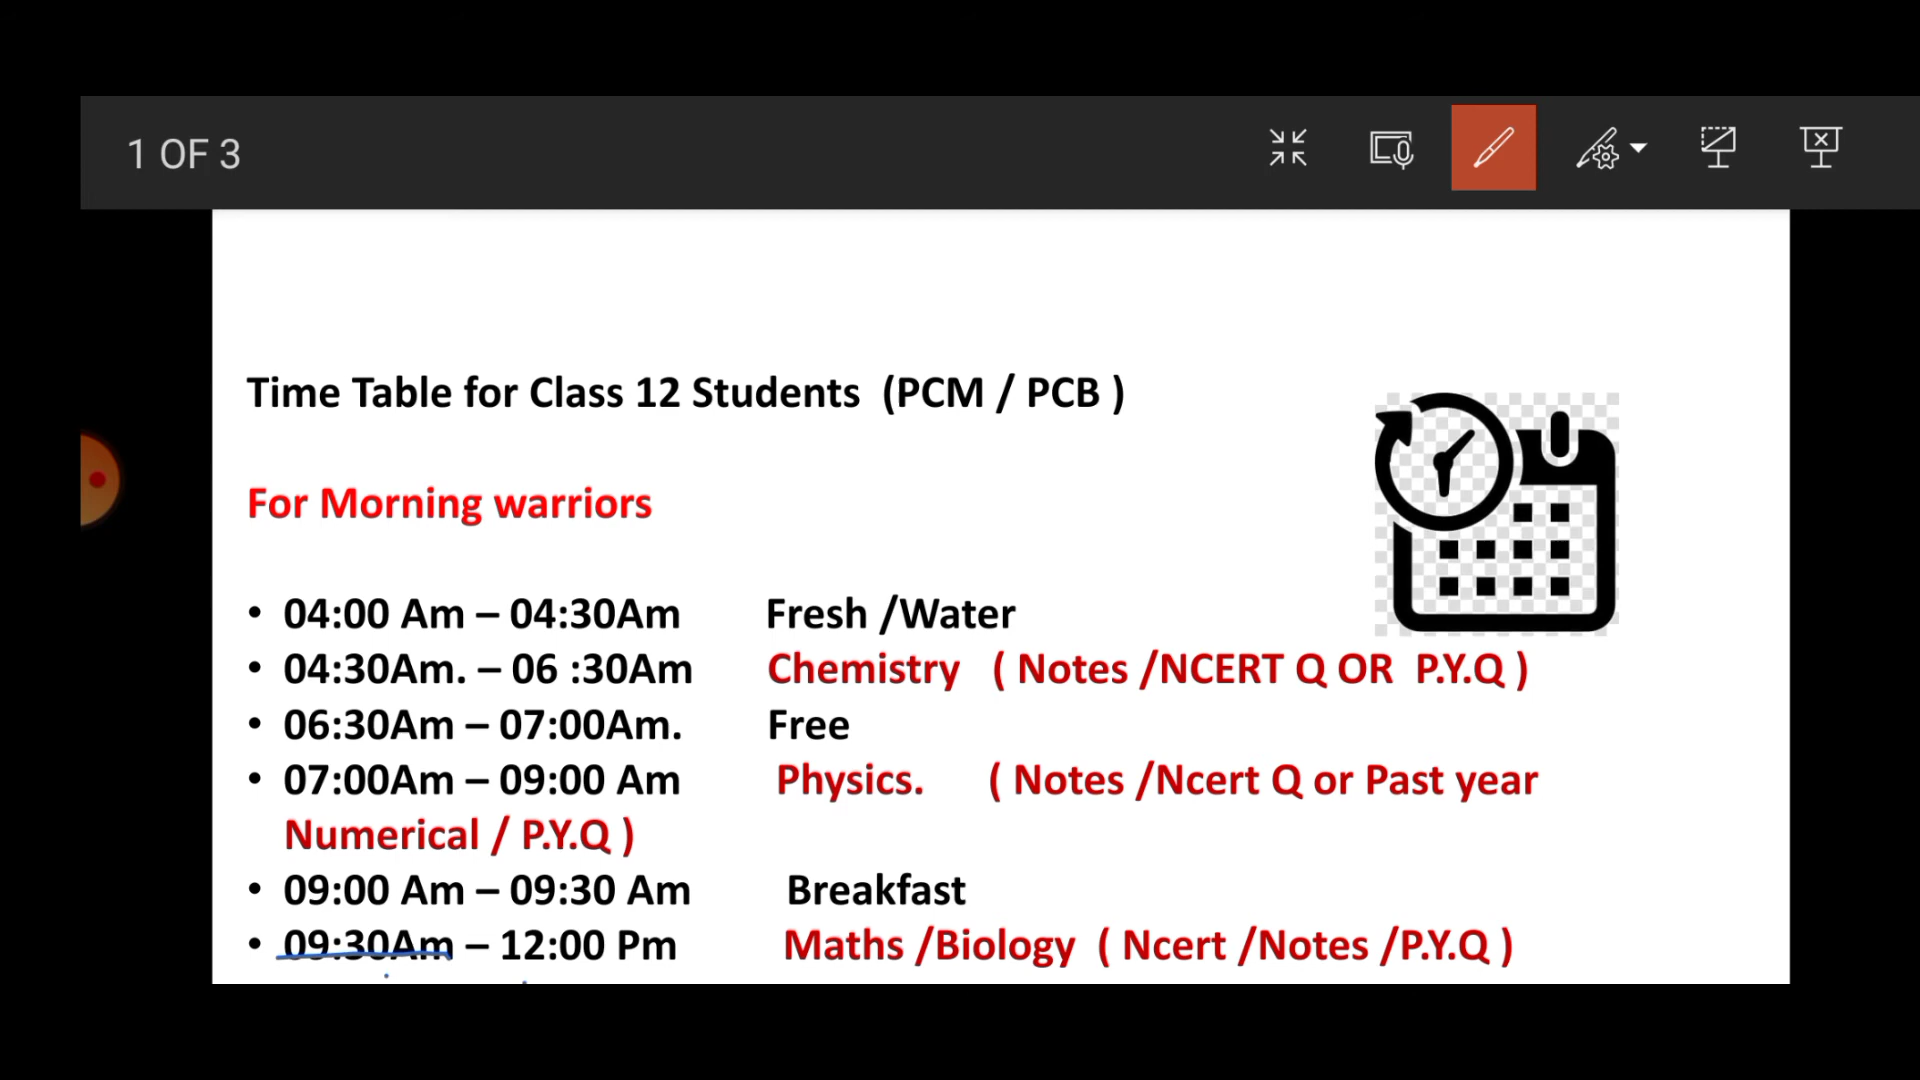 1 OF 3
Time Table for Class 12 Students (PCM / PCB )
For Morning warriors
• 04:00 Am – 04:30Am Fresh /Water
• 04:30Am. – 06 :30Am Chemistry ( Notes /NCERT Q OR P.Y.Q )
• 06:30Am – 07:00Am. Free
• 07:00Am – 09:00 Am Physics. ( Notes /Ncert Q or Past year
Numerical / P.Y.Q )
• 09:00 Am – 09:30 Am Breakfast
• 09:30Am – 12:00 Pm Maths /Biology ( Ncert /Notes /P.Y.Q )